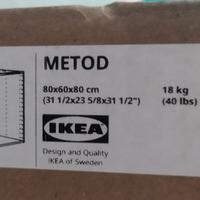 METOD
80x60x80 cm
(31 1/2x23 5/8x31 1/2")
18 kg
(40 lbs)
IKEA
Design and Quality
IKEA of Sweden